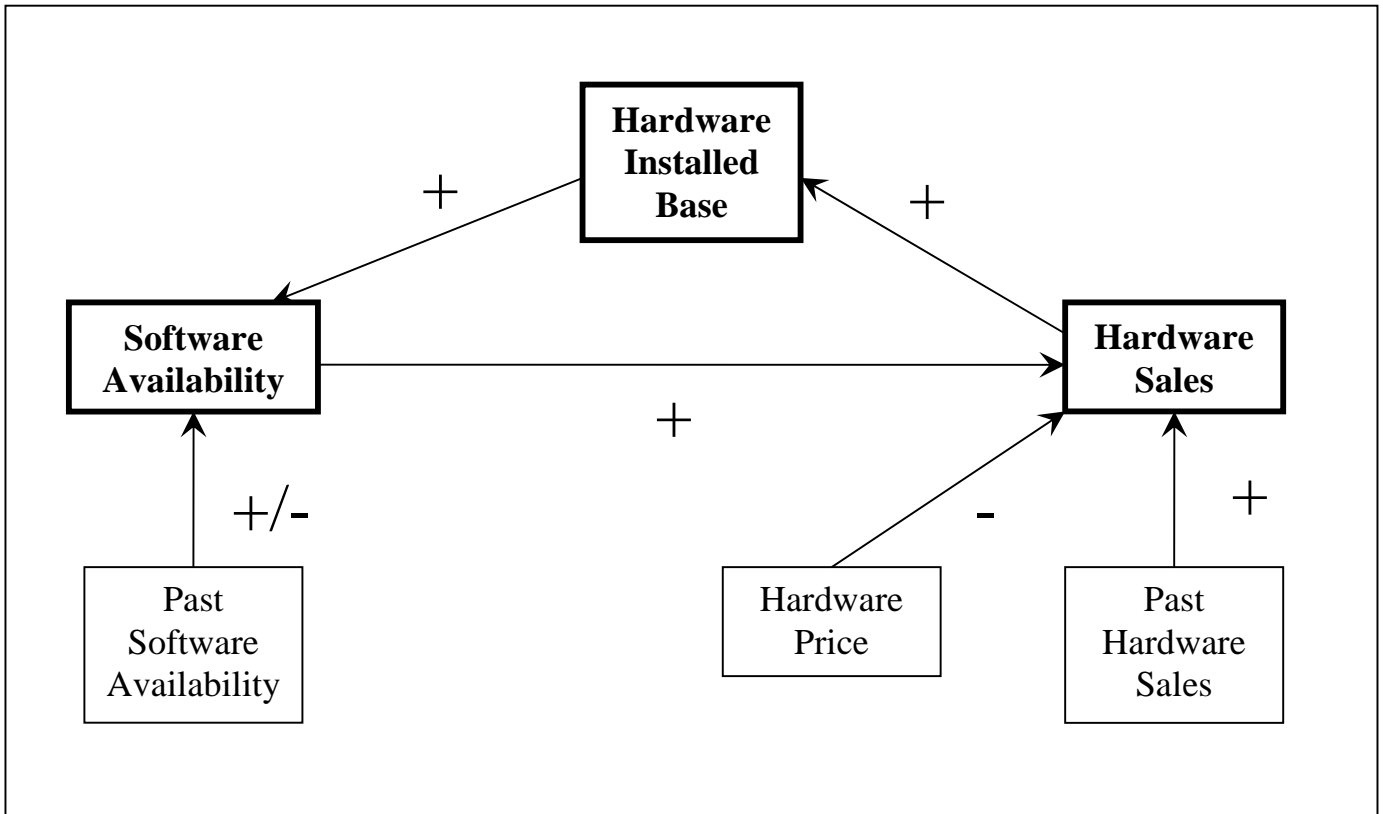 Hardware
Installed
Base
+
+
Software
Availability
Hardware
Sales
+
+/-
-
+
Past
Software
Availability
Hardware
Price
Past
Hardware
Sales